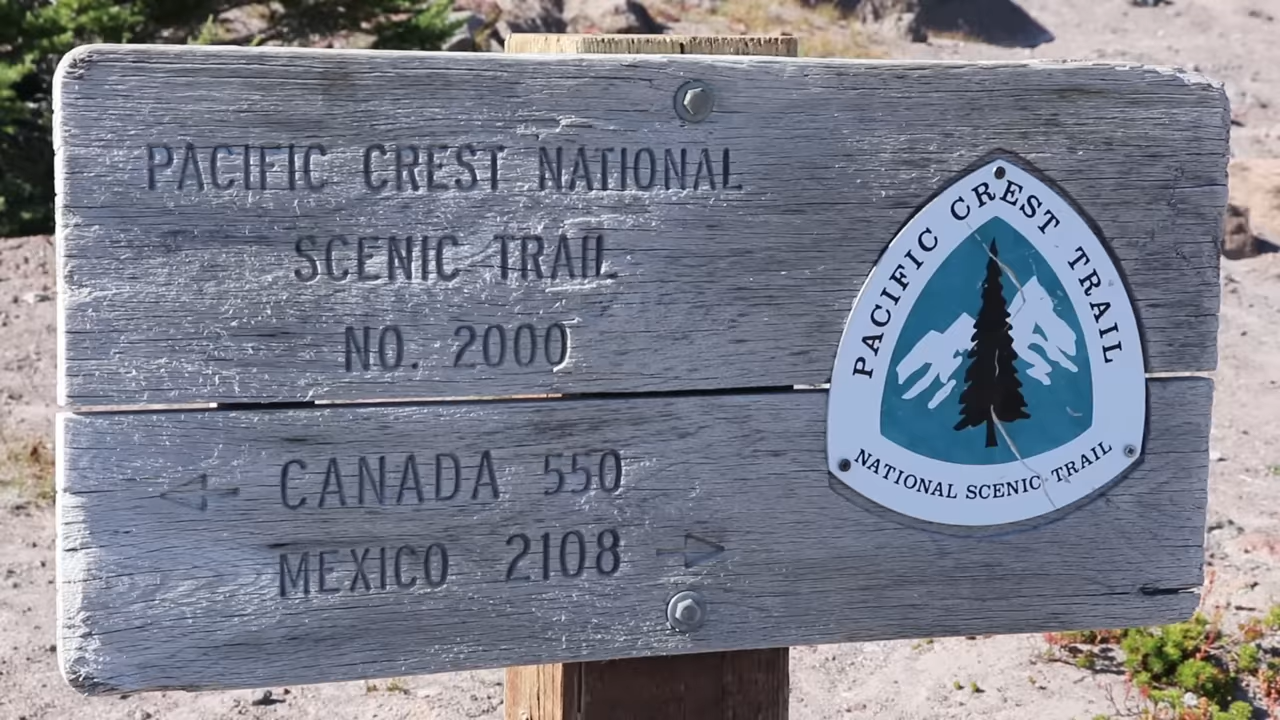 PACIFIC CREST NATIONAL
SCENIC TRAIL
NO. 2000
CANADA 550
MEXICO 2108
PACIFIC CREST TRAIL
NATIONAL SCENIC TRAIL